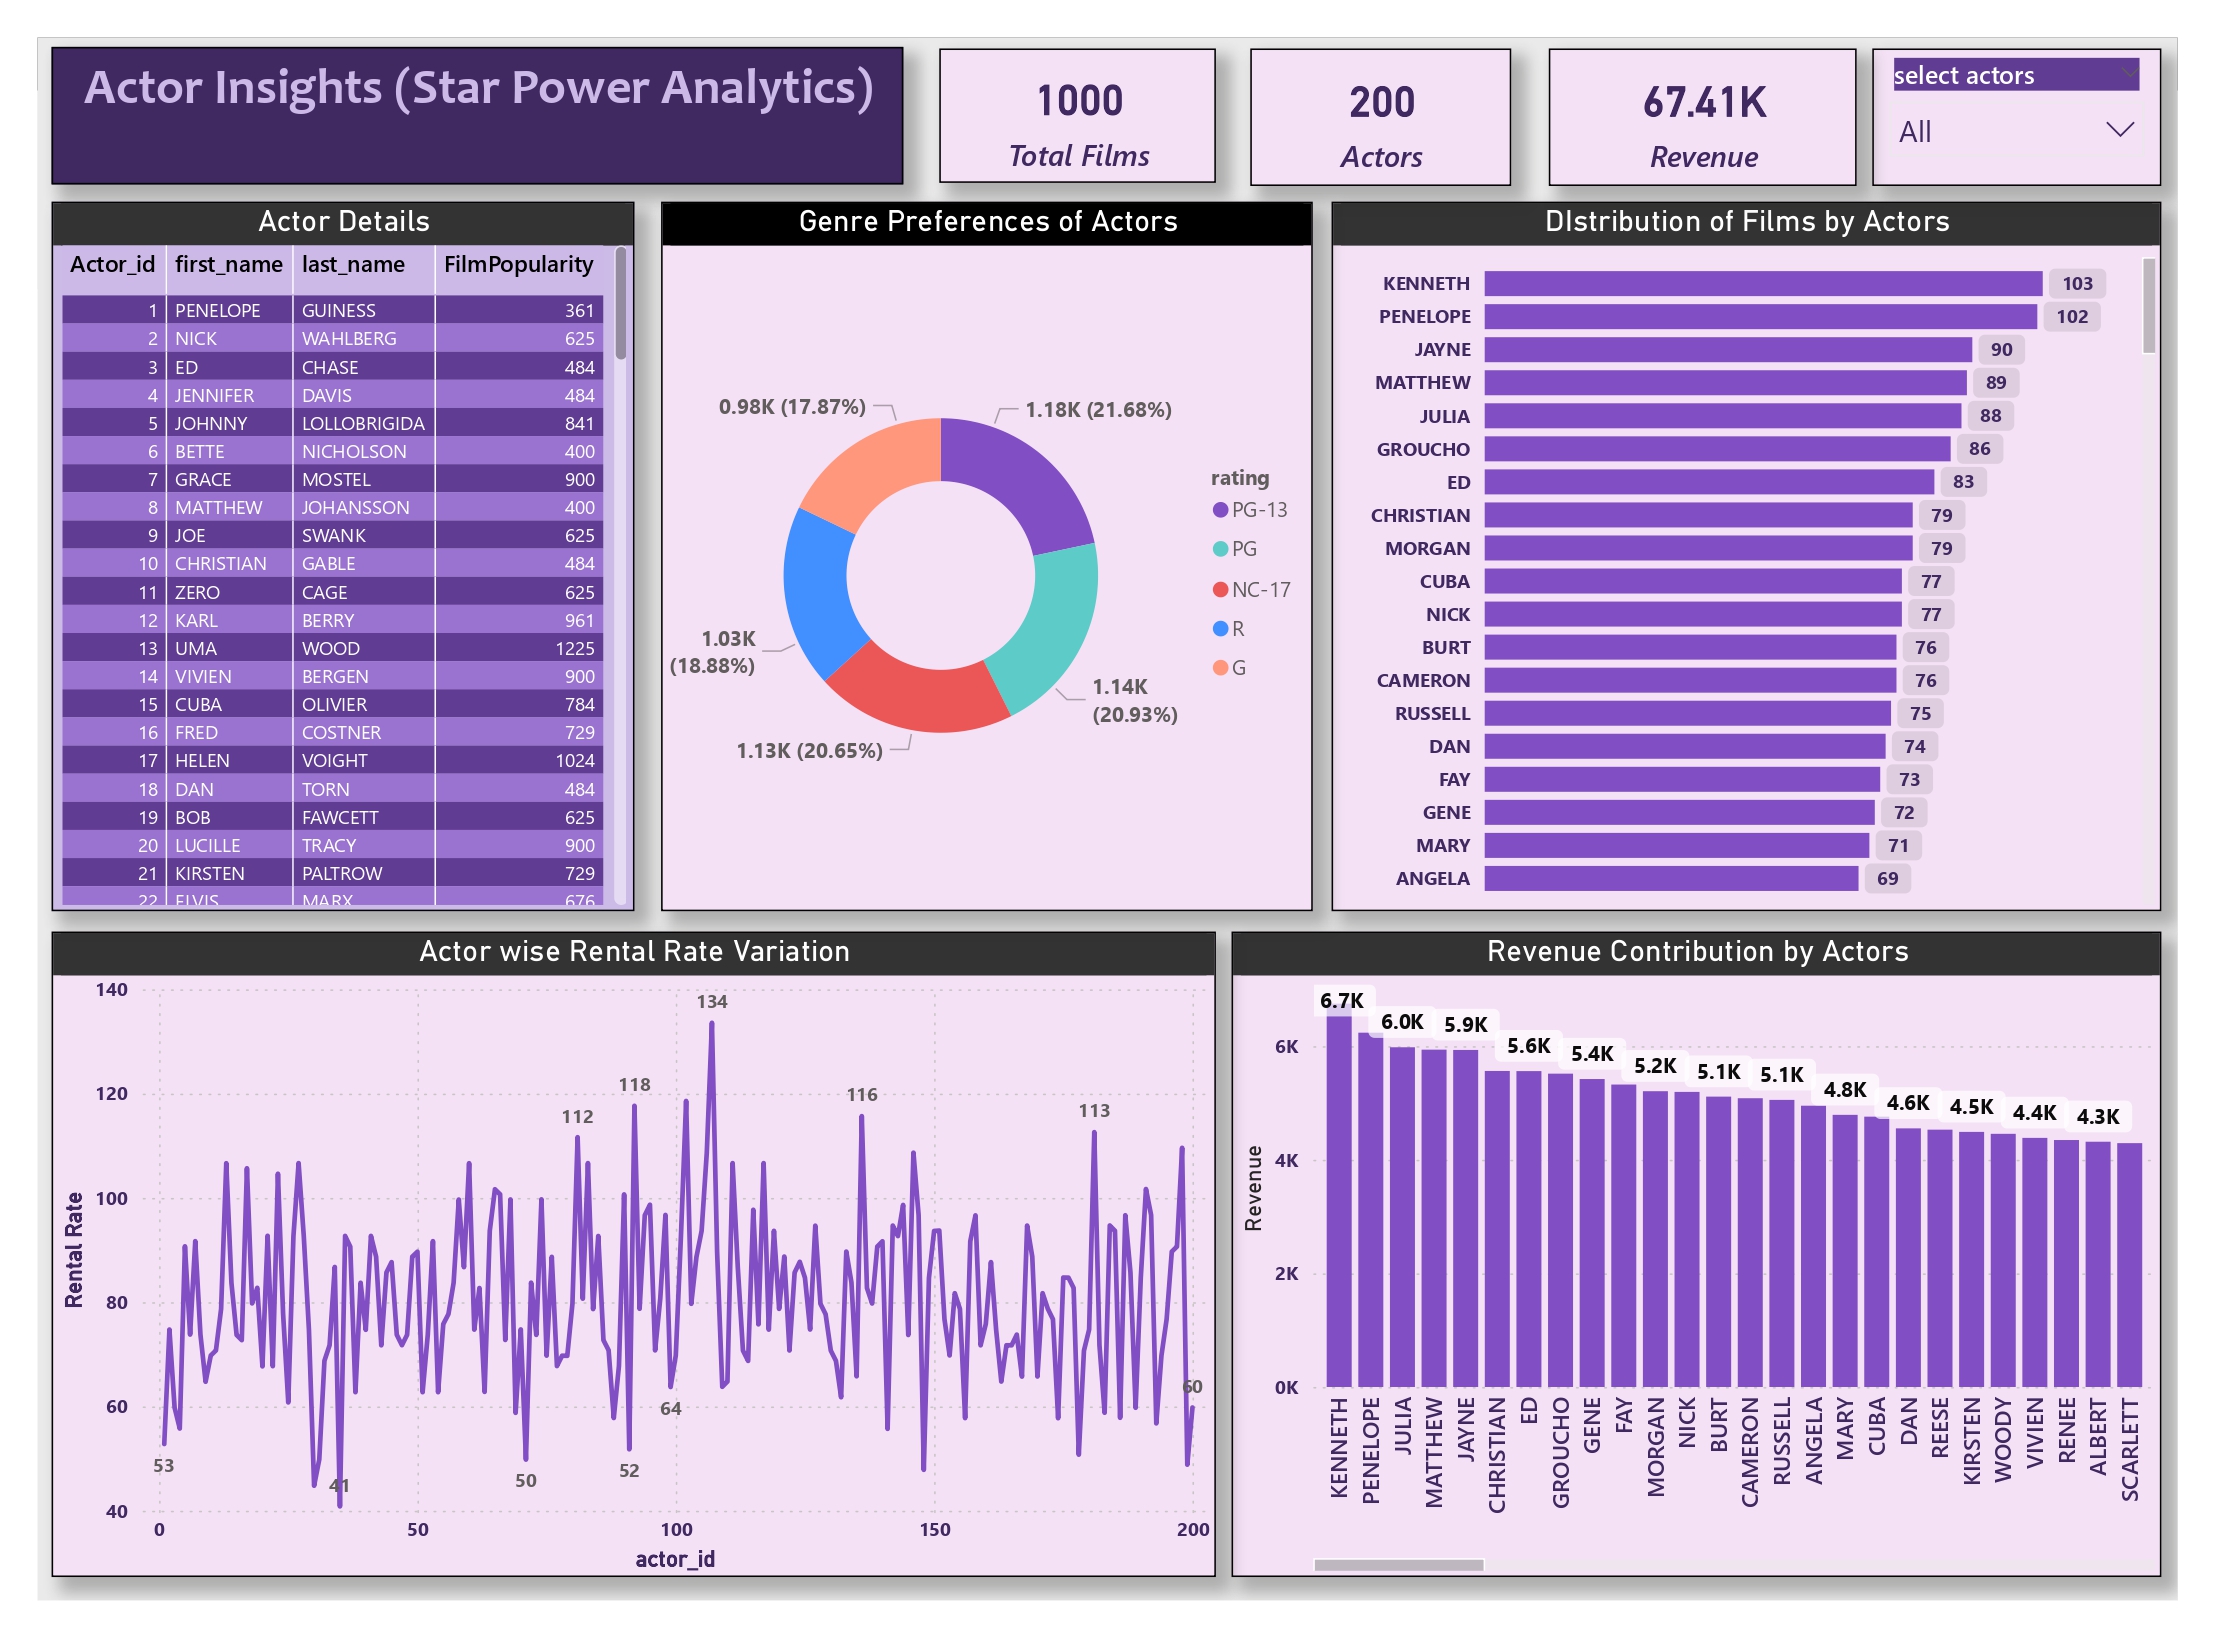 Actor Insights (Star Power Analytics)
1000
Total Films
200
Actors
67.41K
Revenue
select actors
All
Actor Details
Actor_id first_name last_name FilmPopularity
1 PENELOPE GUINESS 361
2 NICK WAHLBERG 625
3 ED CHASE 484
4 JENNIFER DAVIS 484
5 JOHNNY LOLLOBRIGIDA 841
6 BETTE NICHOLSON 400
7 GRACE MOSTEL 900
8 MATTHEW JOHANSSON 400
9 JOE SWANK 625
10 CHRISTIAN GABLE 484
11 ZERO CAGE 625
12 KARL BERRY 961
13 UMA WOOD 1225
14 VIVIEN BERGEN 900
15 CUBA OLIVIER 784
16 FRED COSTNER 729
17 HELEN VOIGHT 1024
18 DAN TORN 484
19 BOB FAWCETT 625
20 LUCILLE TRACY 900
21 KIRSTEN PALTROW 729
22 ELVIS MARX 676
Genre Preferences of Actors
0.98K (17.87%)
1.18K (21.68%)
1.03K
(18.88%)
1.14K
(20.93%)
1.13K (20.65%)
rating
PG-13
PG
NC-17
R
G
DIstribution of Films by Actors
KENNETH 103
PENELOPE 102
JAYNE 90
MATTHEW 89
JULIA 88
GROUCHO 86
ED 83
CHRISTIAN 79
MORGAN 79
CUBA 77
NICK 77
BURT 76
CAMERON 76
RUSSELL 75
DAN 74
FAY 73
GENE 72
MARY 71
ANGELA 69
Actor wise Rental Rate Variation
Rental Rate
140
120
100
80
60
40
53
41
50
112
52
118
64
134
116
113
60
0 50 100 150 200
actor_id
Revenue Contribution by Actors
Revenue
6K
4K
2K
0K
6.7K
6.0K
5.9K
5.6K
5.4K
5.2K
5.1K
5.1K
4.8K
4.6K
4.5K
4.4K
4.3K
KENNETH
PENELOPE
JULIA
MATTHEW
JAYNE
CHRISTIAN
ED
GROUCHO
GENE
FAY
MORGAN
NICK
BURT
CAMERON
RUSSELL
ANGELA
MARY
CUBA
DAN
REESE
KIRSTEN
WOODY
VIVIEN
RENEE
ALBERT
SCARLETT